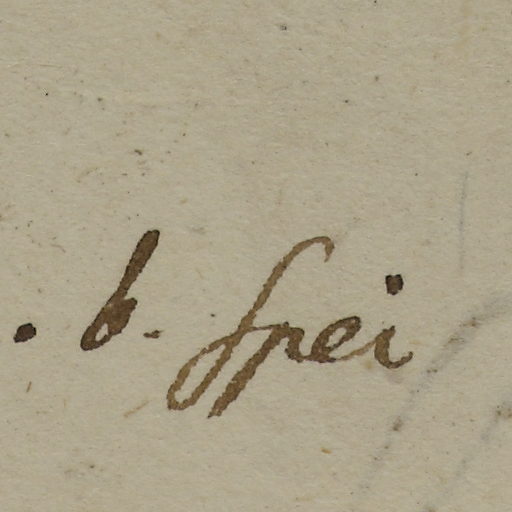 . b. spei